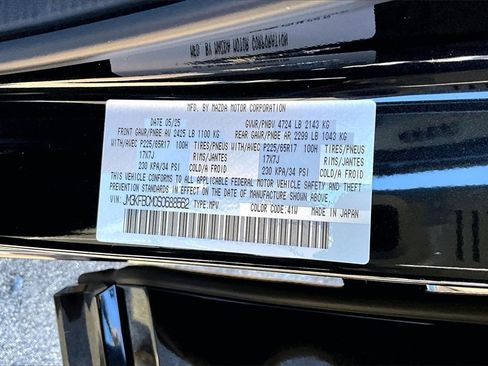 MFG. BY MAZDA MOTOR CORPORATION
DATE 05/25 GVWR/PNBV 4724 LB 2143 KG
FRONT GAWR/PNBE AV 2425 LB 1100 KG REAR GAWR/PNBE AR 2299 LB 1043 KG
WITH/AVEC P225/65R17 100H TIRES/PNEUS WITH/AVEC P225/65R17 100H TIRES/PNEUS
17X7J RIMS/JANTES 17X7J RIMS/JANTES
230 KPA/34 PSI COLD/A FROID 230 KPA/34 PSI COLD/A FROID
THIS VEHICLE CONFORMS TO ALL APPLICABLE FEDERAL MOTOR VEHICLE SAFETY AND THEFT
PREVENTION STANDARDS IN EFFECT ON THE DATE OF MANUFACTURE SHOWN ABOVE.
VIN: JM3KFBCM0S0688562 TYPE:MPV COLOR CODE:41W MADE IN JAPAN